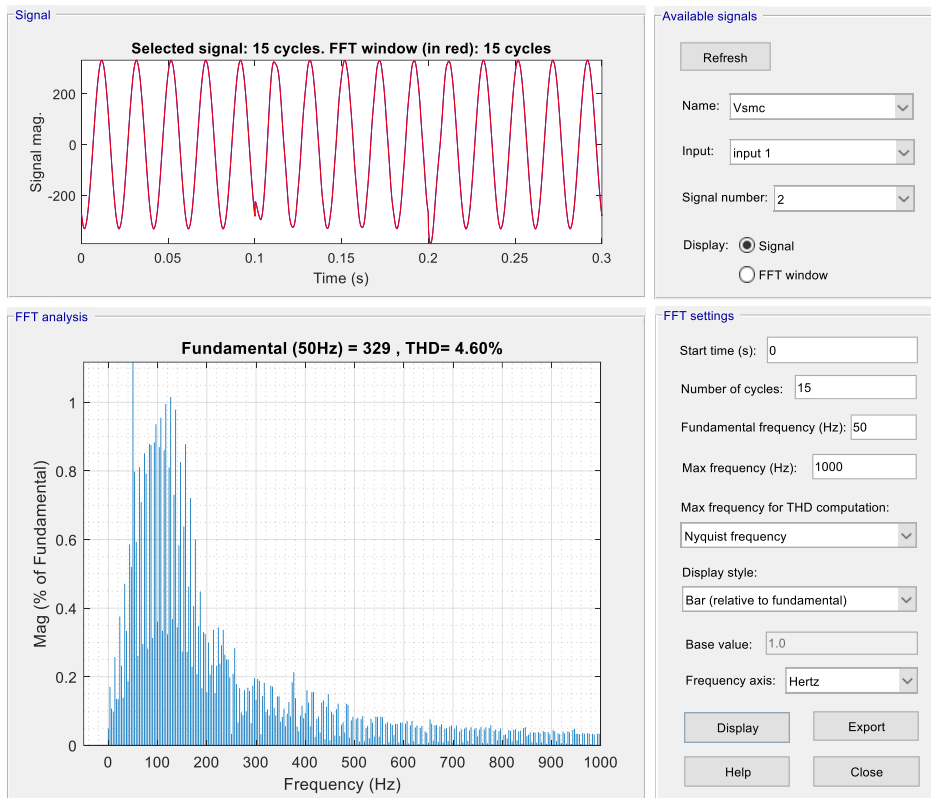 Signal
Selected signal: 15 cycles. FFT window (in red): 15 cycles
200
0
-200
Signal mag.
0 0.05 0.1 0.15 0.2 0.25 0.3
Time (s)
Available signals
Refresh
Name: Vsmc
Input: input 1
Signal number: 2
Display: Signal
FFT window
FFT analysis
Fundamental (50Hz) = 329 , THD= 4.60%
1
0.8
0.6
0.4
0.2
0
Mag (% of Fundamental)
0 100 200 300 400 500 600 700 800 900 1000
Frequency (Hz)
FFT settings
Start time (s): 0
Number of cycles: 15
Fundamental frequency (Hz): 50
Max frequency (Hz): 1000
Max frequency for THD computation:
Nyquist frequency
Display style:
Bar (relative to fundamental)
Base value: 1.0
Frequency axis: Hertz
Display Export
Help Close